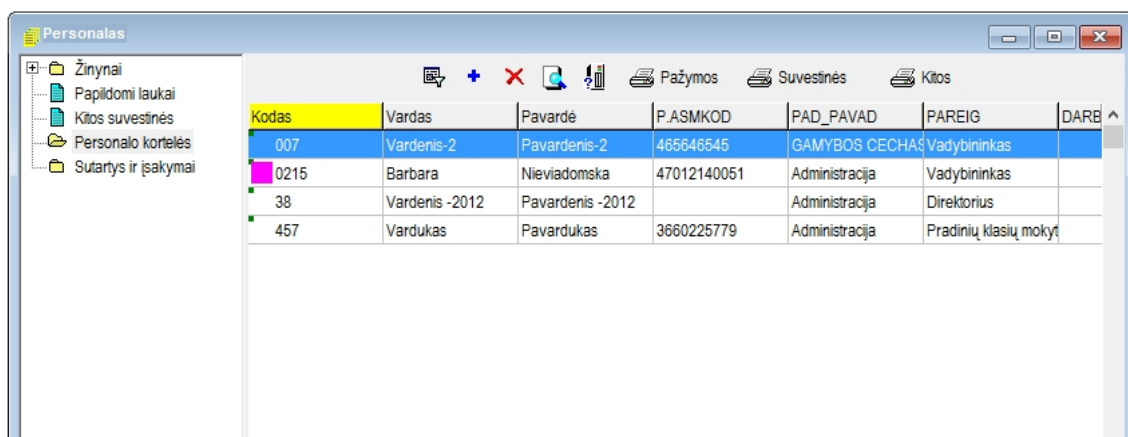 Personalas
Žinynai
Papildomi laukai
Kitos suvestinės
Personalo kortelės
Sutartys ir įsakymai
Pažymos Suvestinės Kitos
Kodas Vardas Pavardė P.ASMKOD PAD_PAVAD PAREIG DARB
007 Vardenis-2 Pavardenis-2 465646545 GAMYBOS CECHAS Vadybininkas
0215 Barbara Nieviadomska 47012140051 Administracija Vadybininkas
38 Vardenis -2012 Pavardenis -2012 Administracija Direktorius
457 Vardukas Pavardukas 3660225779 Administracija Pradinių klasių mokyt